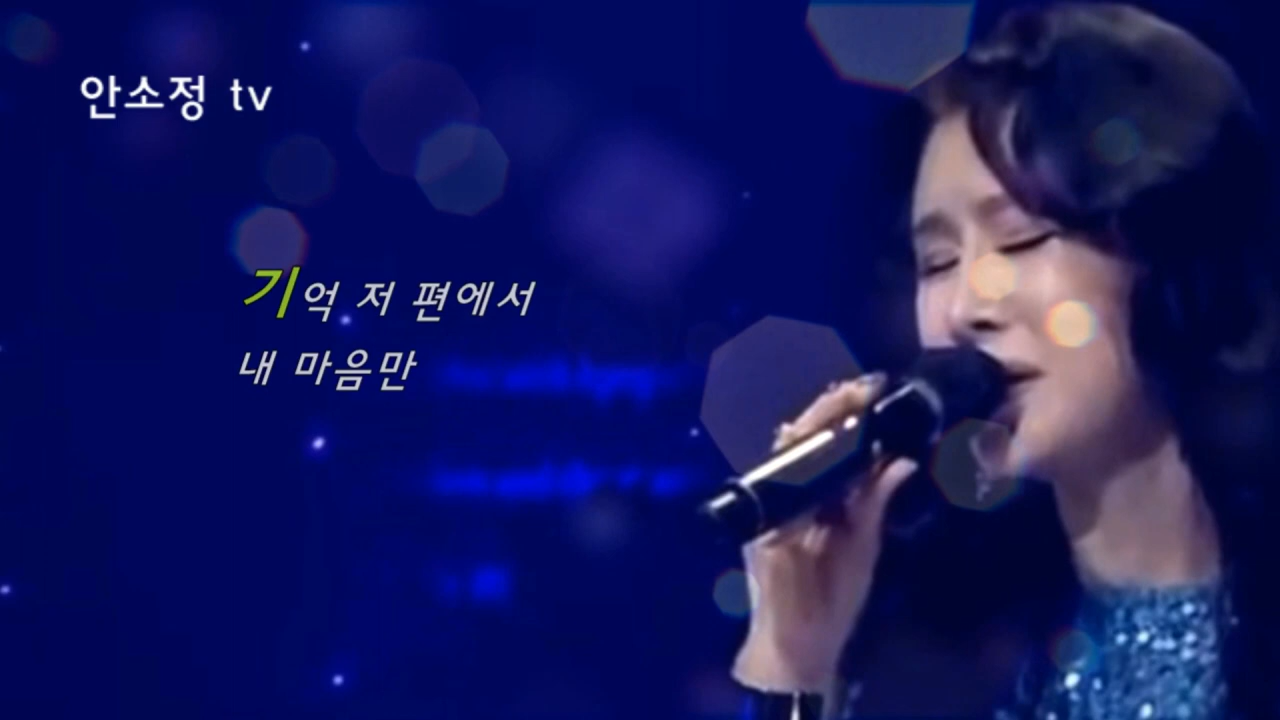 안소정 tv
기억 저 편에서
내 마음만